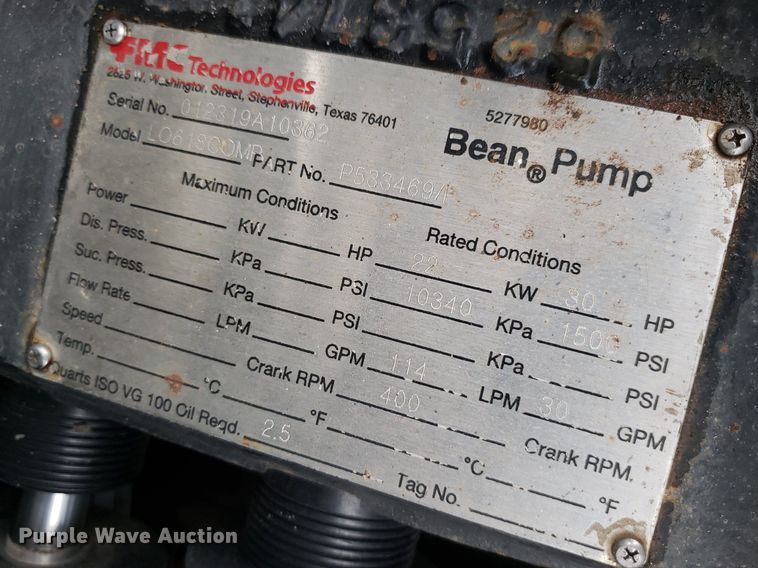 FMC Technologies
2825 W. Washington Street, Stephenville, Texas 76401
5277980
Bean® Pump
Serial No. 012319A10362
Model PART No. P533469A
Maximum Conditions Rated Conditions
Power KW HP 22 KW 30 HP
Dis. Press. KPa PSI 10340 KPa 1500 PSI
Suc. Press. KPa PSI KPa PSI
Flow Rate LPM GPM 114 LPM 30 GPM
Speed Crank RPM 400 Crank RPM.
Temp. °C °F °C °F
Quarts ISO VG 100 Oil Reqd. 2.5
Tag No.
Purple Wave Auction